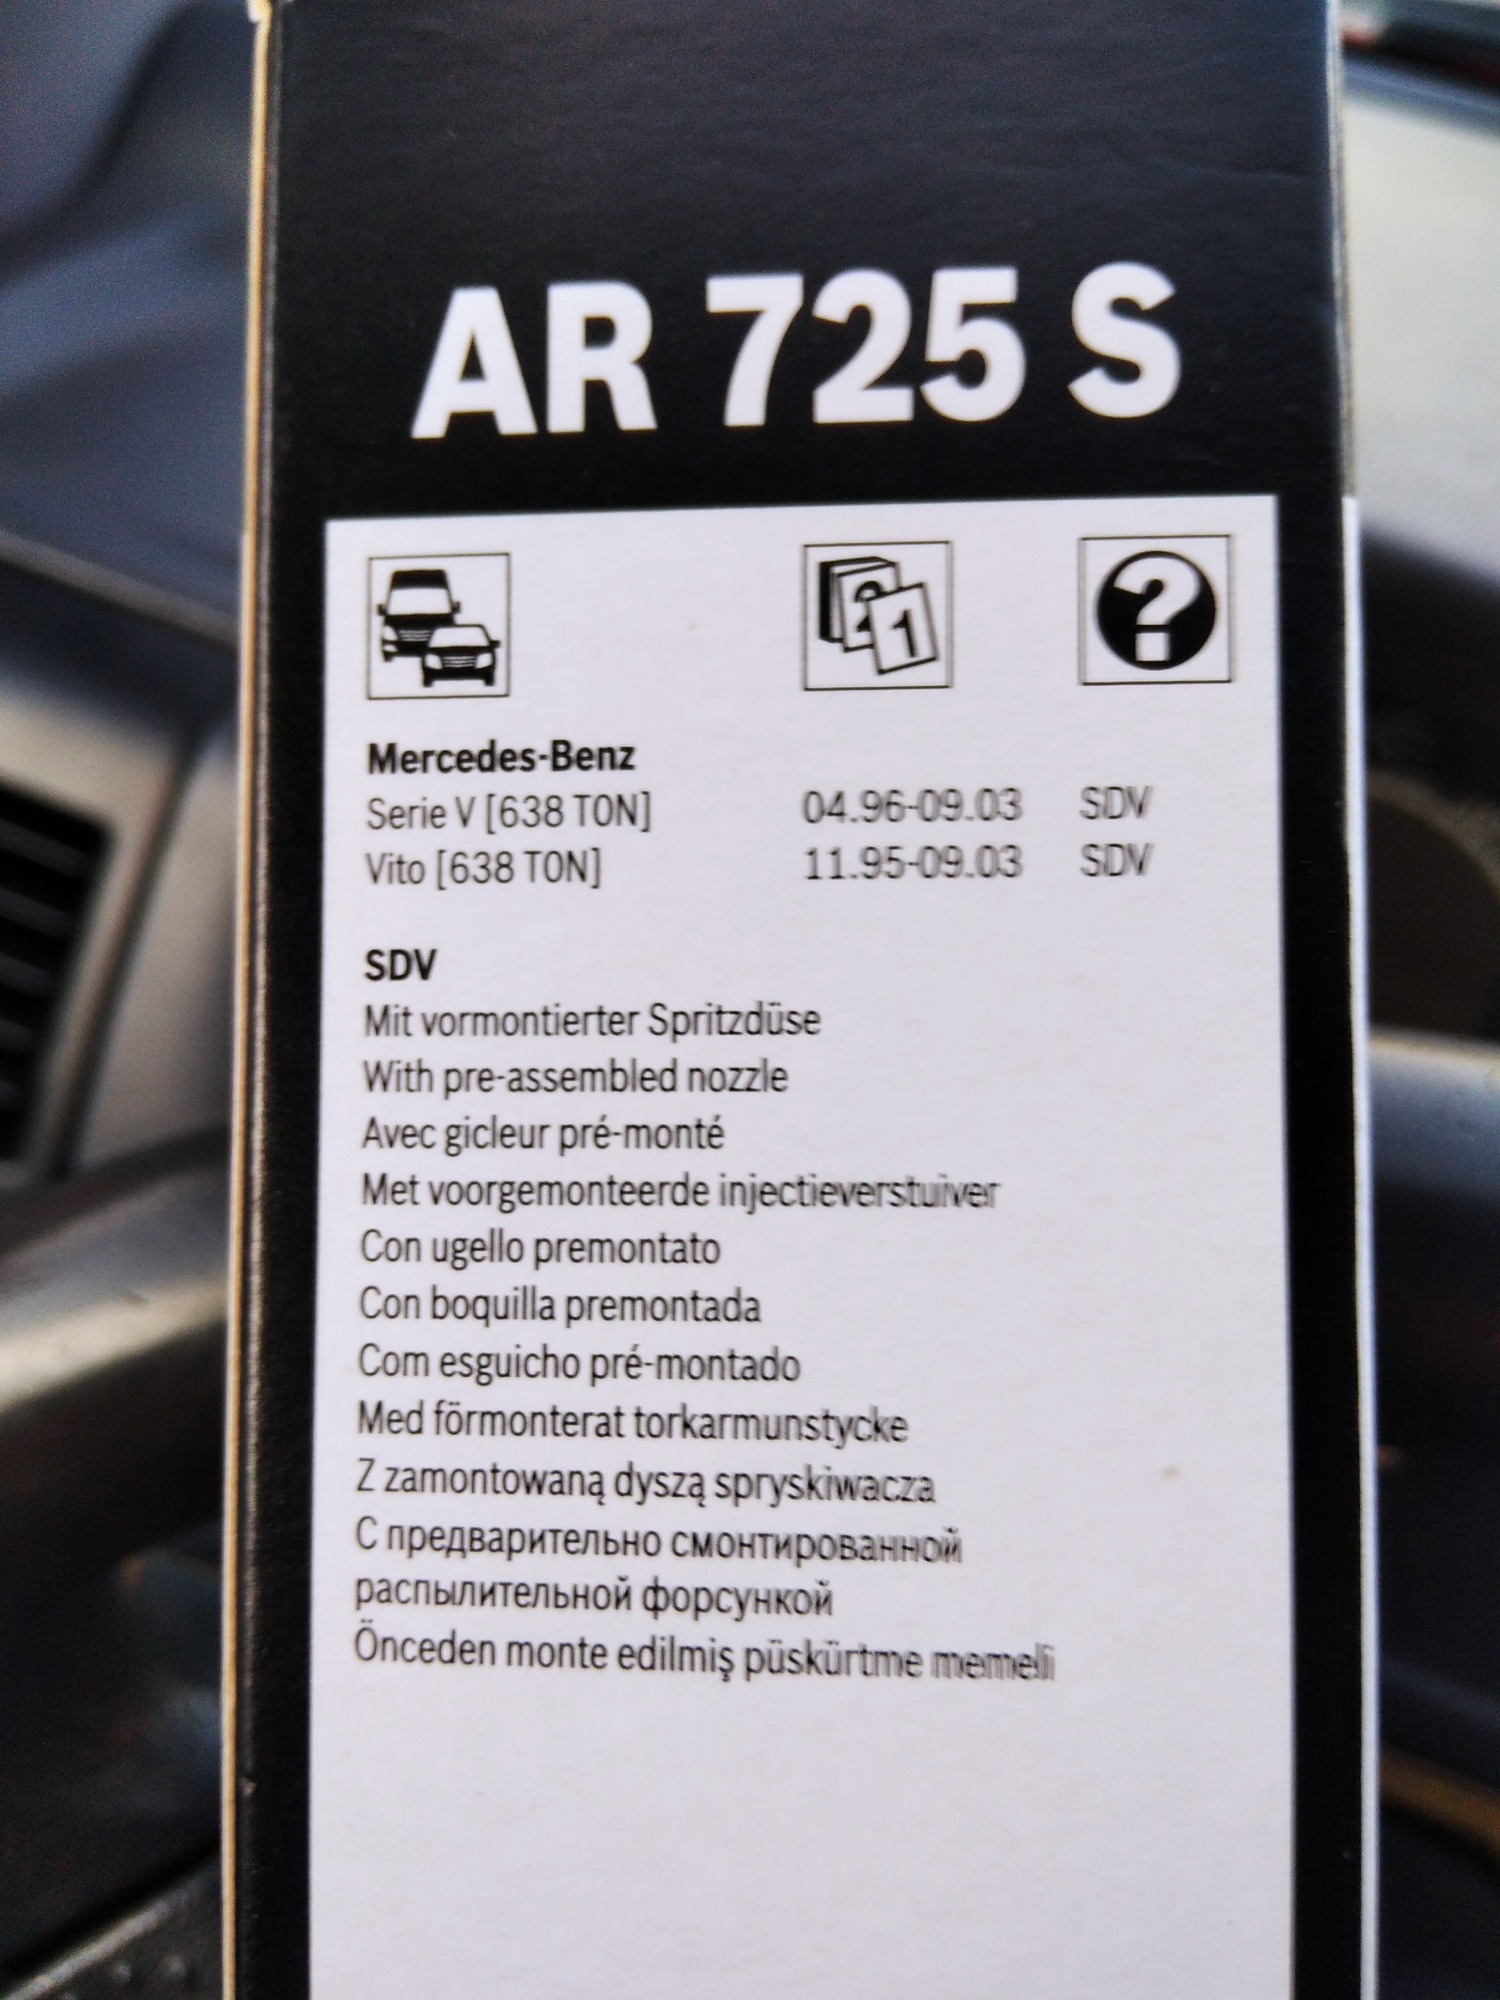 AR 725 S
2 1
?
Mercedes-Benz
Serie V [638 TON] 04.96-09.03 SDV
Vito [638 TON] 11.95-09.03 SDV
SDV
Mit vormontierter Spritzdüse
With pre-assembled nozzle
Avec gicleur pré-monté
Met voorgemonteerde injectieverstuiver
Con ugello premontato
Con boquilla premontada
Com esguicho pré-montado
Med förmonterat torkarmunstycke
Z zamontowaną dyszą spryskiwacza
С предварительно смонтированной
распылительной форсункой
Önceden monte edilmiş püskürtme memeli